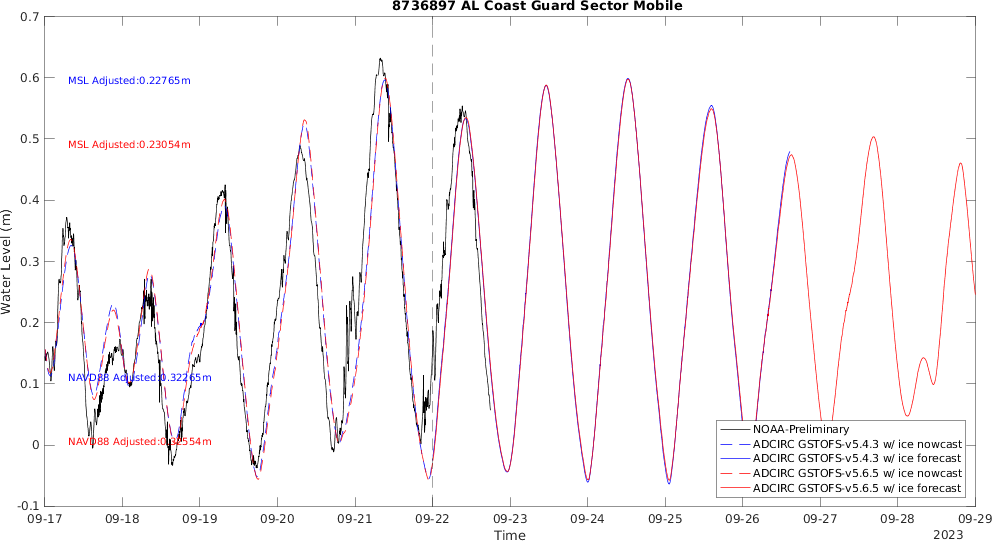 8736897 AL Coast Guard Sector Mobile
0.7
0.6
0.5
0.4
0.3
0.2
0.1
0
-0.1
Water Level (m)
MSL Adjusted:0.22765m
MSL Adjusted:0.23054m
NAVD88 Adjusted:0.32265m
NAVD88 Adjusted:0.32554m
NOAA-Preliminary
ADCIRC GSTOFS-v5.4.3 w/ ice nowcast
ADCIRC GSTOFS-v5.4.3 w/ ice forecast
ADCIRC GSTOFS-v5.6.5 w/ ice nowcast
ADCIRC GSTOFS-v5.6.5 w/ ice forecast
09-17 09-18 09-19 09-20 09-21 09-22 09-23 09-24 09-25 09-26 09-27 09-28 09-29
Time
2023